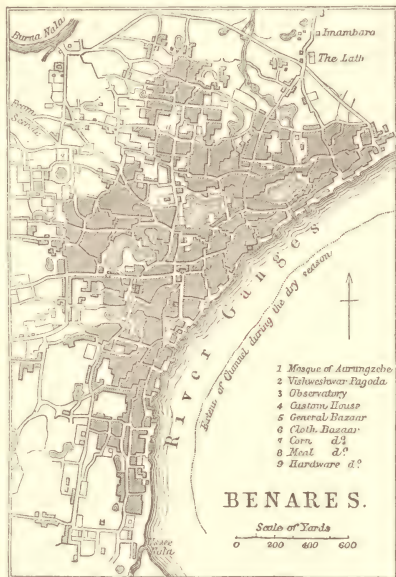 Burna Nala
Imambara
The Lath
From
River Ganges
Extent of Channel during the dry season
1 Mosque of Aurungzebe
2 Vishweshwar Pagoda
3 Observatory
4 Custom House
5 General Bazaar
6 Cloth Bazaar
7 Corn dº
8 Meal dº
9 Hardware dº
BENARES.
Scale of Yards
0 200 400 600
Nala